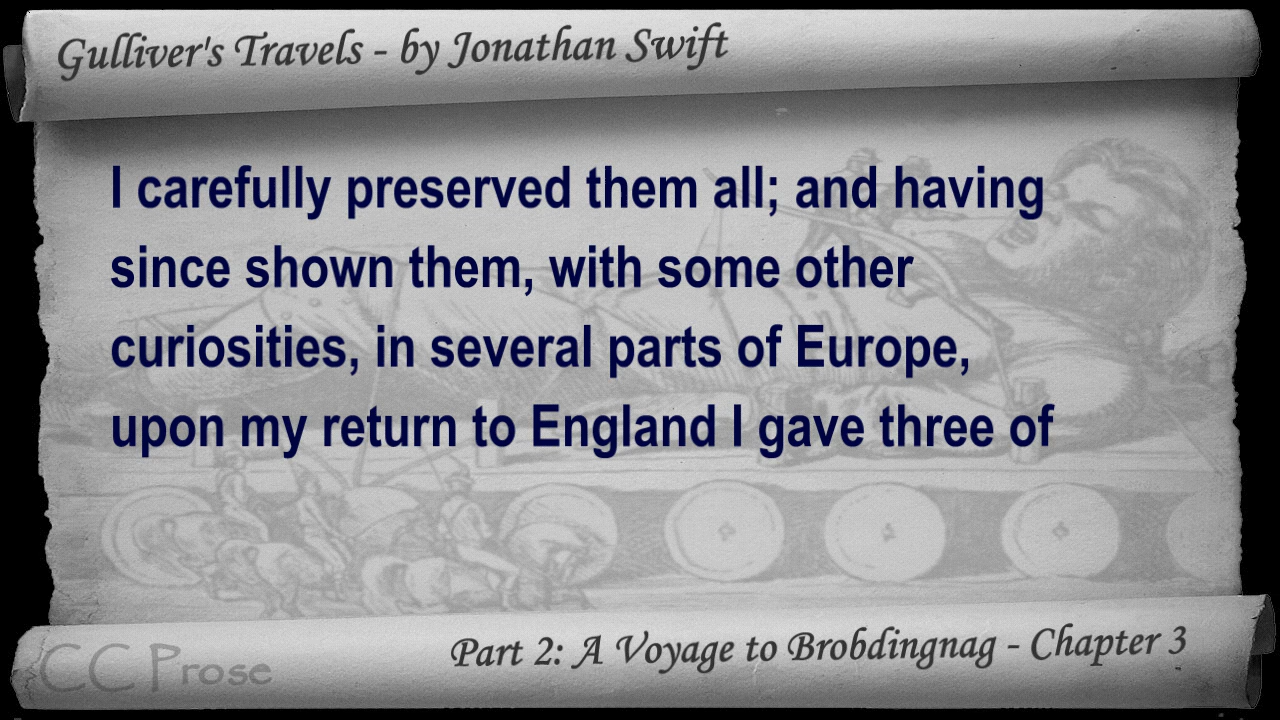 Gulliver's Travels - by Jonathan Swift
I carefully preserved them all; and having
since shown them, with some other
curiosities, in several parts of Europe,
upon my return to England I gave three of
Part 2: A Voyage to Brobdingnag - Chapter 3
CC Prose